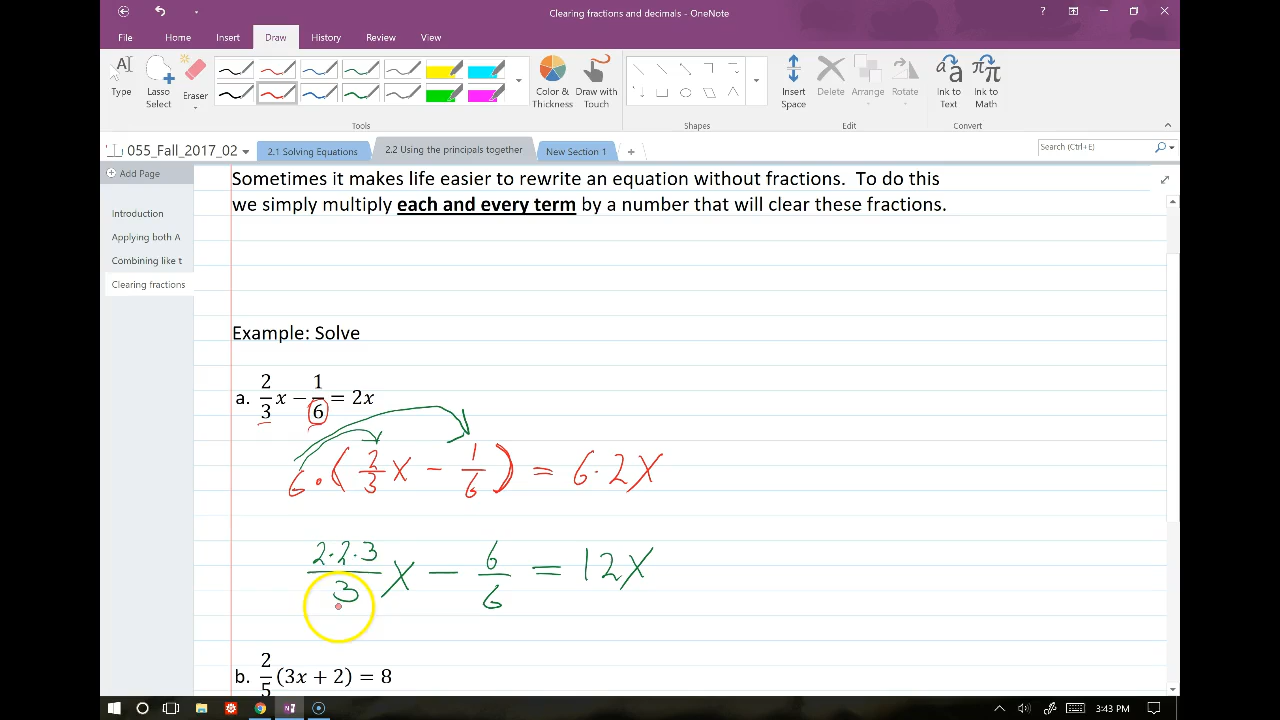 Clearing fractions and decimals - OneNote
?
File Home Insert Draw History Review View
Type
Lasso Select
Eraser
Color & Thickness
Draw with Touch
Insert Space
Delete
Arrange
Rotate
Ink to Text
Ink to Math
Tools
Shapes
Edit
Convert
055_Fall_2017_02
2.1 Solving Equations
2.2 Using the principals together
New Section 1
Search (Ctrl+E)
Add Page
Introduction
Applying both A
Combining like t
Clearing fractions
Sometimes it makes life easier to rewrite an equation without fractions. To do this
we simply multiply each and every term by a number that will clear these fractions.
Example: Solve
a. 2/3 x − 1/6 = 2x
6 · (2/3 x − 1/6) = 6·2x
2·2·3/3 x − 6/6 = 12x
b. 2/5 (3x + 2) = 8
3:43 PM